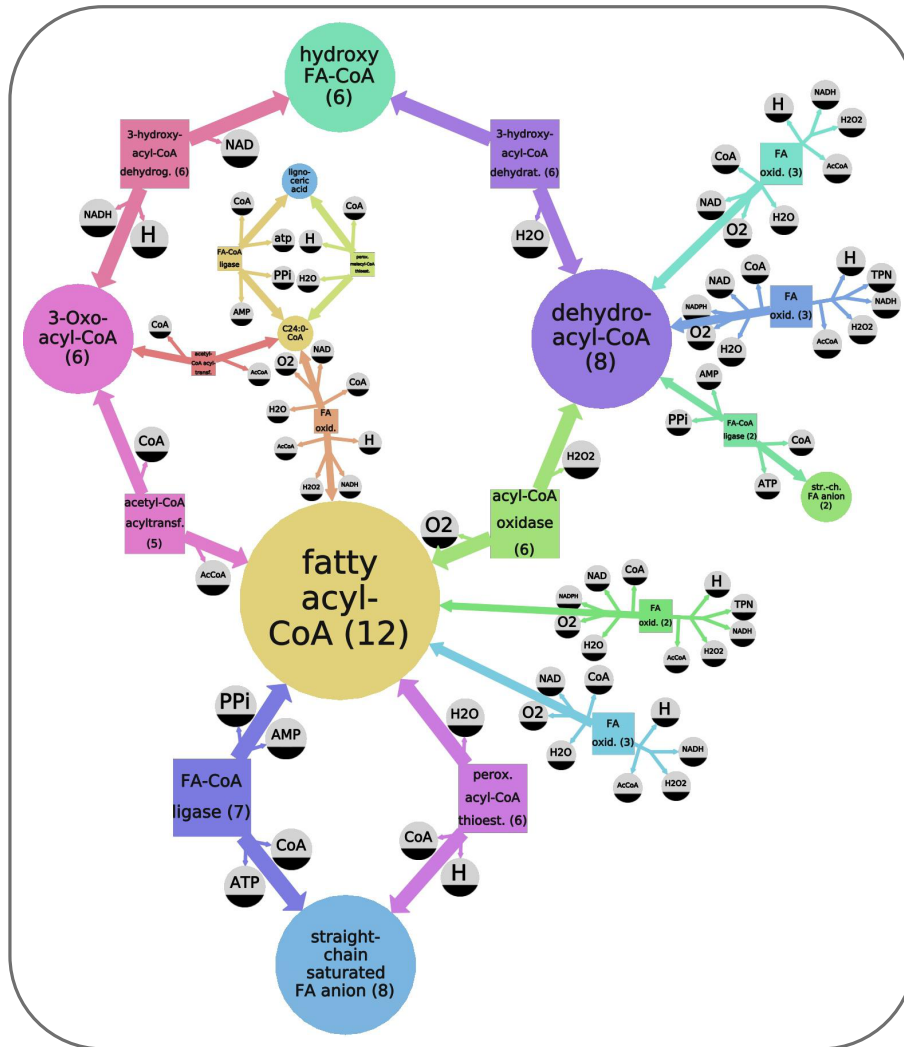 hydroxy
FA-CoA
(6)
3-hydroxy-
acyl-CoA
dehydrog. (6)
NAD
NADH
H
3-hydroxy-
acyl-CoA
dehydrat. (6)
H2O
NADH
H
H2O2
FA
oxid. (3)
AcCoA
CoA
NAD
O2
H2O
ligno-
ceric
acid
CoA
CoA
atp
H
FA-CoA
ligase
perox.
thioest.
PPi
H2O
AMP
C24:0-
CoA
3-Oxo-
acyl-CoA
(6)
CoA
acetyl-
CoA acyl-
transf.
AcCoA
dehydro-
acyl-CoA
(8)
NAD
CoA
NADPH
O2
H2O
FA
oxid. (3)
H
TPN
NADH
H2O2
AcCoA
NAD
O2
CoA
H2O
FA
oxid.
AcCoA
H
H2O2
NADH
AMP
PPi
FA-CoA
ligase (2)
CoA
ATP
str.-ch.
FA anion
(2)
CoA
acetyl-CoA
acyltransf.
(5)
AcCoA
H2O2
acyl-CoA
oxidase
(6)
O2
fatty
acyl-
CoA (12)
NADPH
NAD
CoA
O2
H2O
FA
oxid. (2)
H
TPN
NADH
H2O2
AcCoA
NAD
CoA
O2
H2O
FA
oxid. (3)
H
NADH
H2O2
AcCoA
PPi
AMP
FA-CoA
ligase (7)
CoA
ATP
H2O
perox.
acyl-CoA
thioest. (6)
CoA
H
straight-
chain
saturated
FA anion (8)